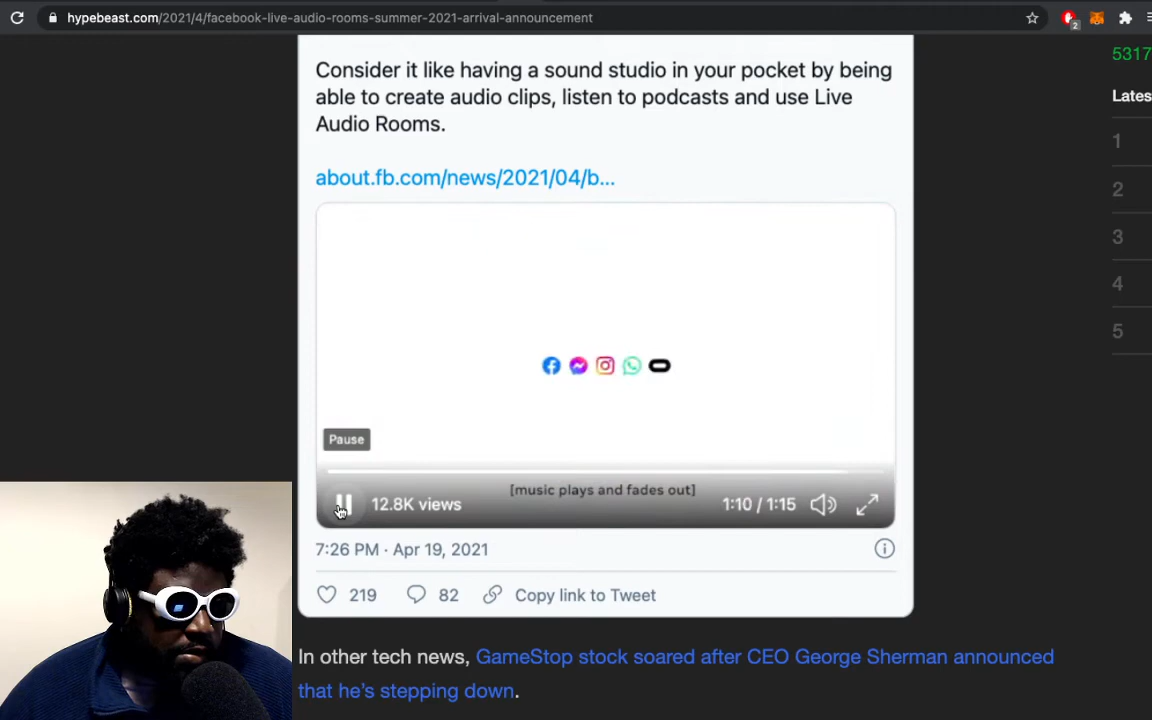 hypebeast.com/2021/4/facebook-live-audio-rooms-summer-2021-arrival-announcement
2
5317
Consider it like having a sound studio in your pocket by being
able to create audio clips, listen to podcasts and use Live
Audio Rooms.
Lates
1
about.fb.com/news/2021/04/b...
2
3
4
5
Pause
[music plays and fades out]
12.8K views
1:10 / 1:15
7:26 PM · Apr 19, 2021
219
82
Copy link to Tweet
In other tech news, GameStop stock soared after CEO George Sherman announced
that he's stepping down.